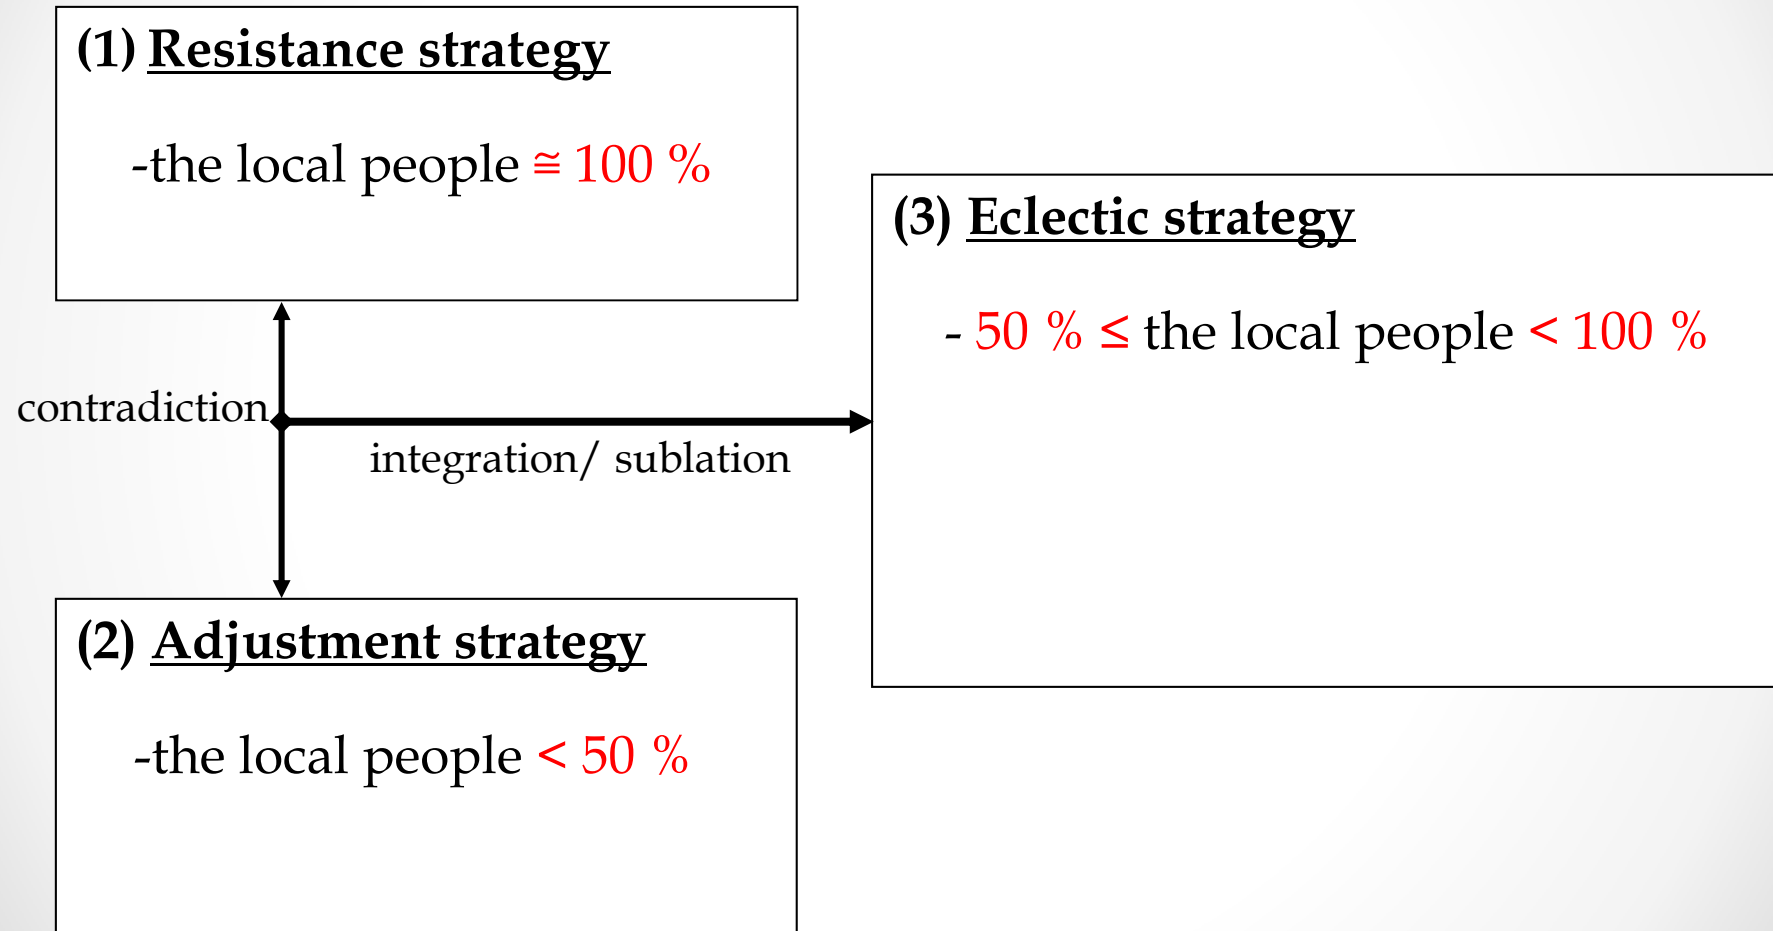 (1) Resistance strategy
-the local people ≅ 100 %
(3) Eclectic strategy
- 50 % ≤ the local people < 100 %
contradiction
integration/ sublation
(2) Adjustment strategy
-the local people < 50 %